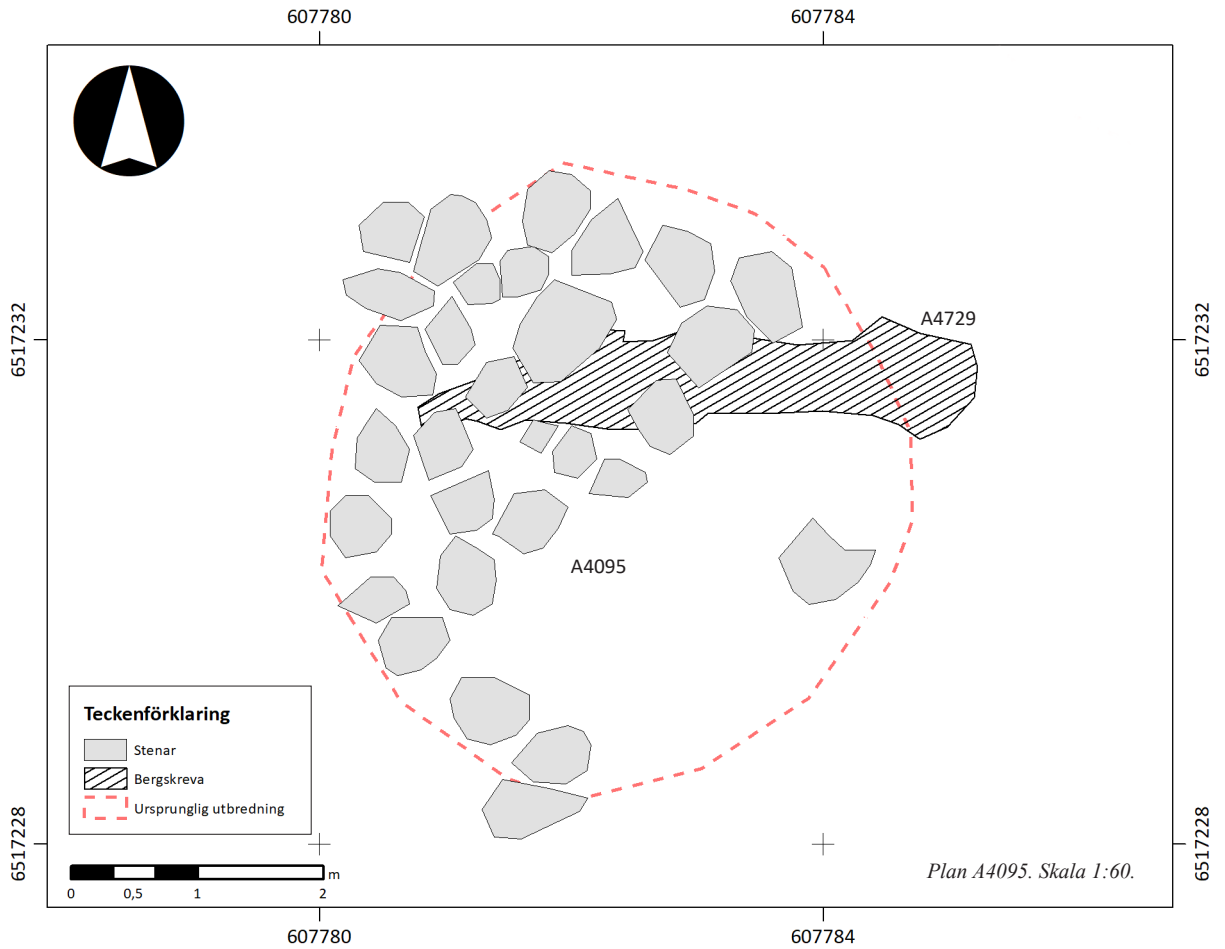 607780
607784
6517232
6517232
A4729
A4095
Teckenförklaring
Stenar
Bergskreva
Ursprunglig utbredning
6517228
6517228
m
0
0,5
1
2
Plan A4095. Skala 1:60.
607780
607784